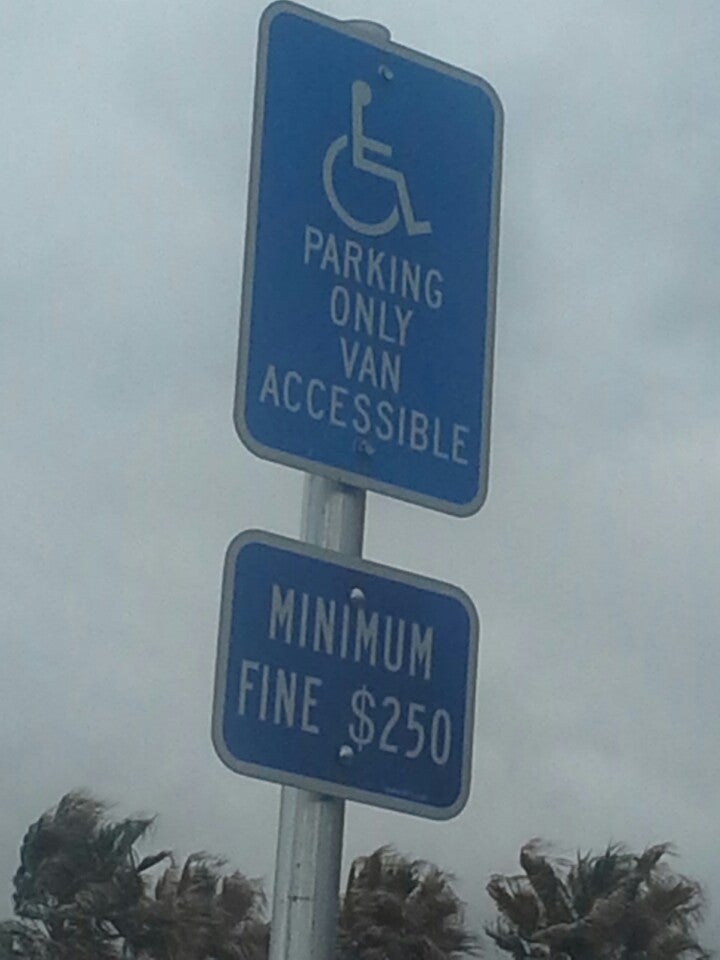 PARKING
ONLY
VAN
ACCESSIBLE
MINIMUM
FINE $250